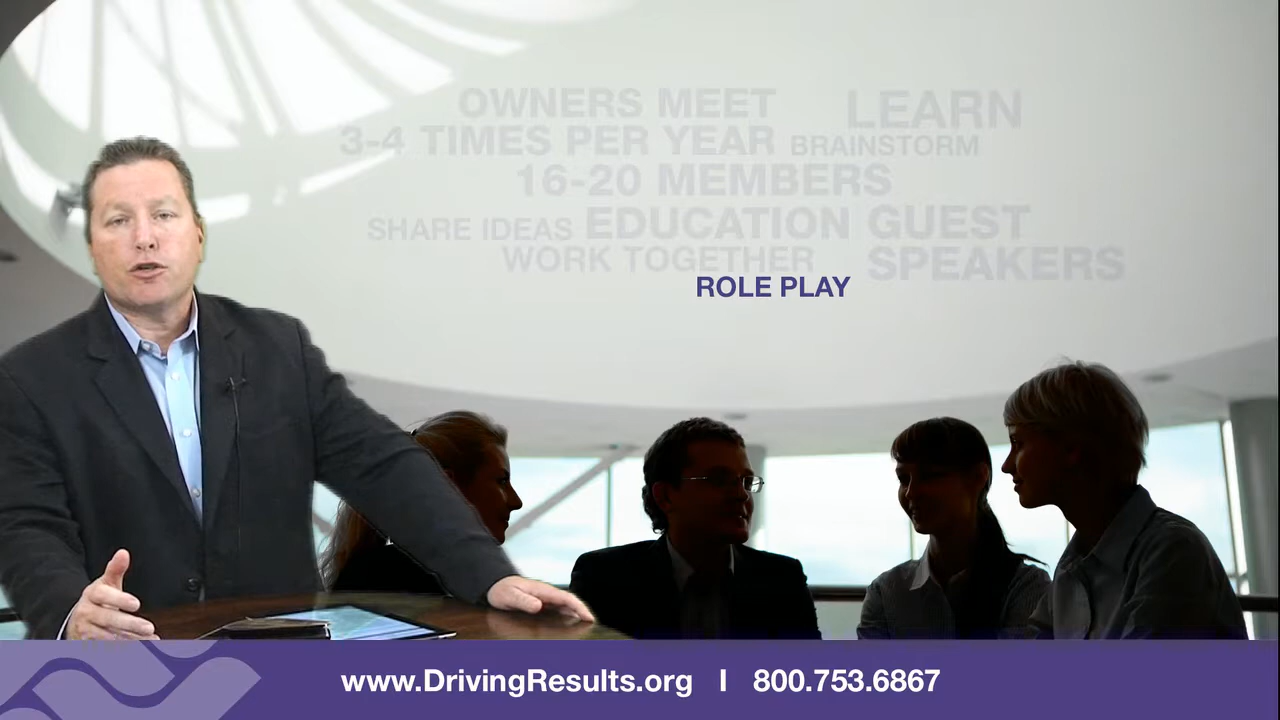 OWNERS MEET LEARN
3-4 TIMES PER YEAR BRAINSTORM
16-20 MEMBERS
SHARE IDEAS EDUCATION GUEST
WORK TOGETHER SPEAKERS
ROLE PLAY
www.DrivingResults.org | 800.753.6867